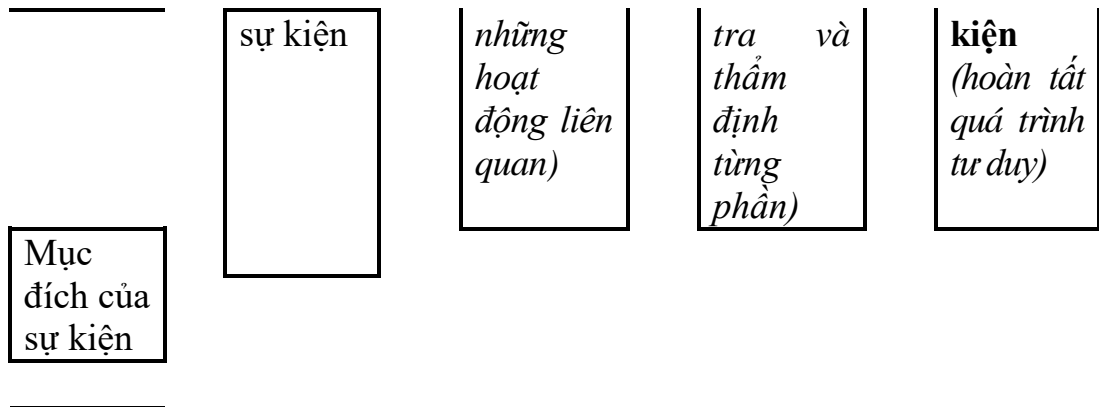 sự kiện
những
hoạt
động liên
quan)
tra và
thẩm
định
từng
phần)
kiện
(hoàn tất
quá trình
tư duy)
Mục
đích của
sự kiện